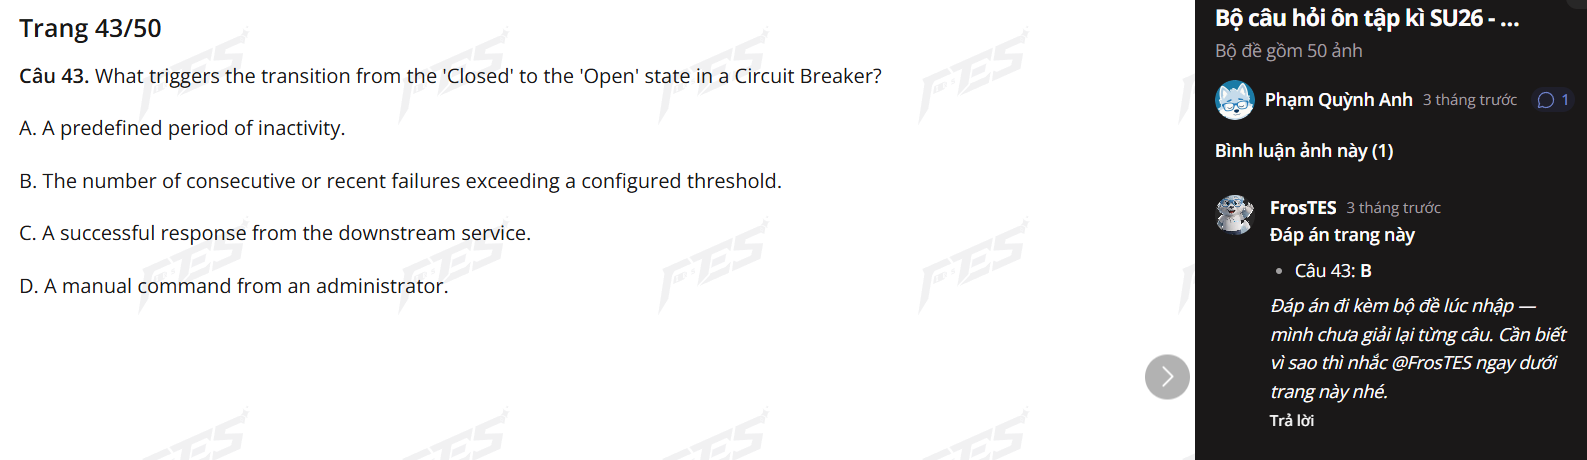 Trang 43/50
Câu 43. What triggers the transition from the 'Closed' to the 'Open' state in a Circuit Breaker?
A. A predefined period of inactivity.
B. The number of consecutive or recent failures exceeding a configured threshold.
C. A successful response from the downstream service.
D. A manual command from an administrator.
Bộ câu hỏi ôn tập kì SU26 - ...
Bộ đề gồm 50 ảnh
Phạm Quỳnh Anh 3 tháng trước 1
Bình luận ảnh này (1)
FrosTES 3 tháng trước
Đáp án trang này
• Câu 43: B
Đáp án đi kèm bộ đề lúc nhập —
mình chưa giải lại từng câu. Cần biết
vì sao thì nhắc @FrosTES ngay dưới
trang này nhé.
Trả lời